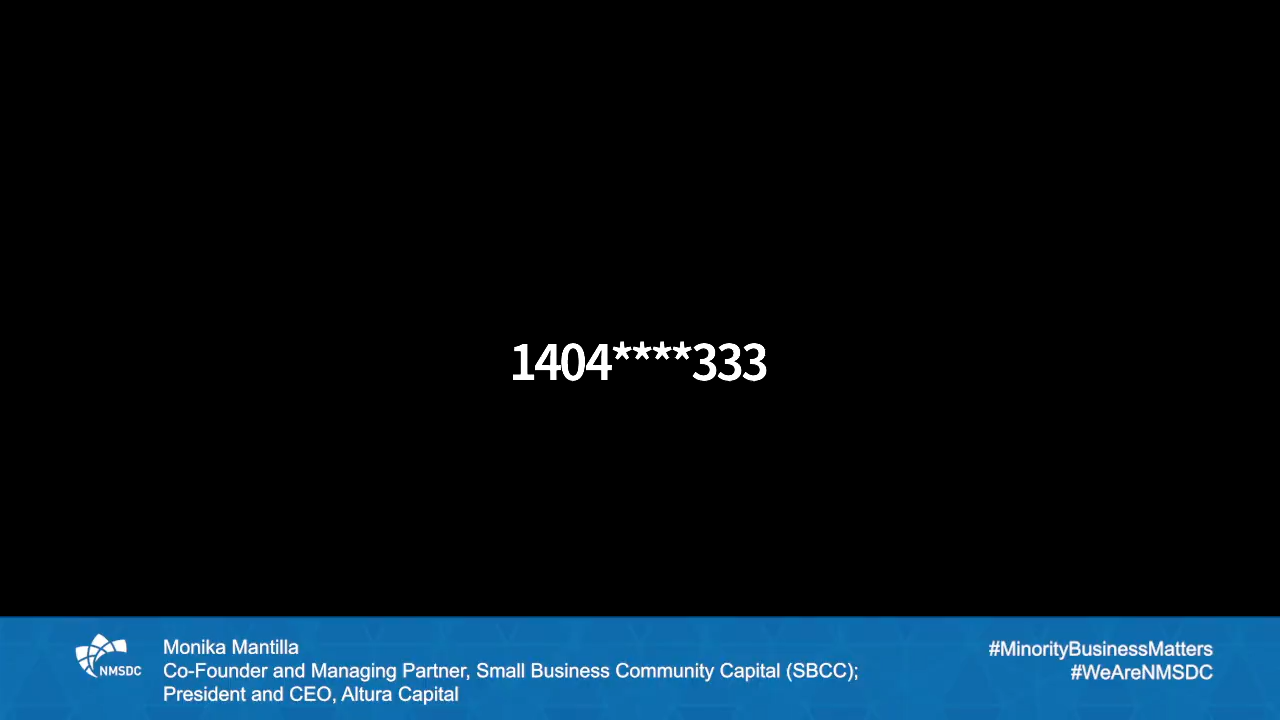 1404****333
NMSDC
Monika Mantilla
Co-Founder and Managing Partner, Small Business Community Capital (SBCC);
President and CEO, Altura Capital
#MinorityBusinessMatters
#WeAreNMSDC